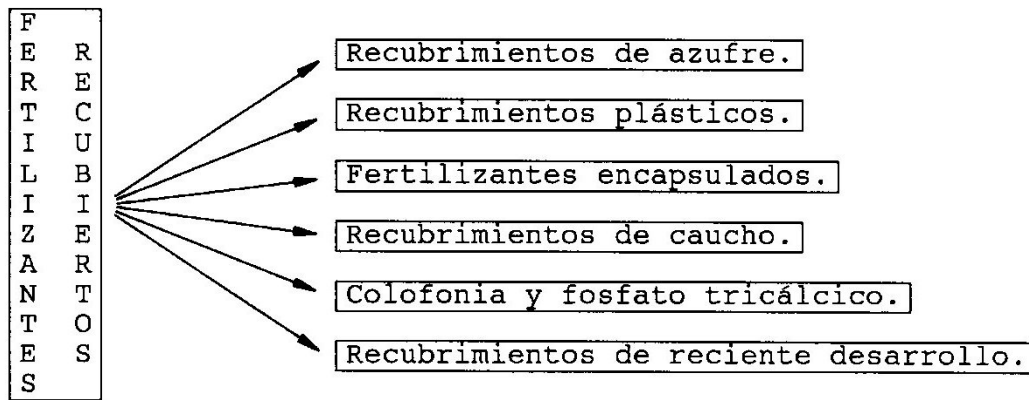 FERTILIZANTES
RECUBIERTOS
Recubrimientos de azufre.
Recubrimientos plásticos.
Fertilizantes encapsulados.
Recubrimientos de caucho.
Colofonia y fosfato tricálcico.
Recubrimientos de reciente desarrollo.